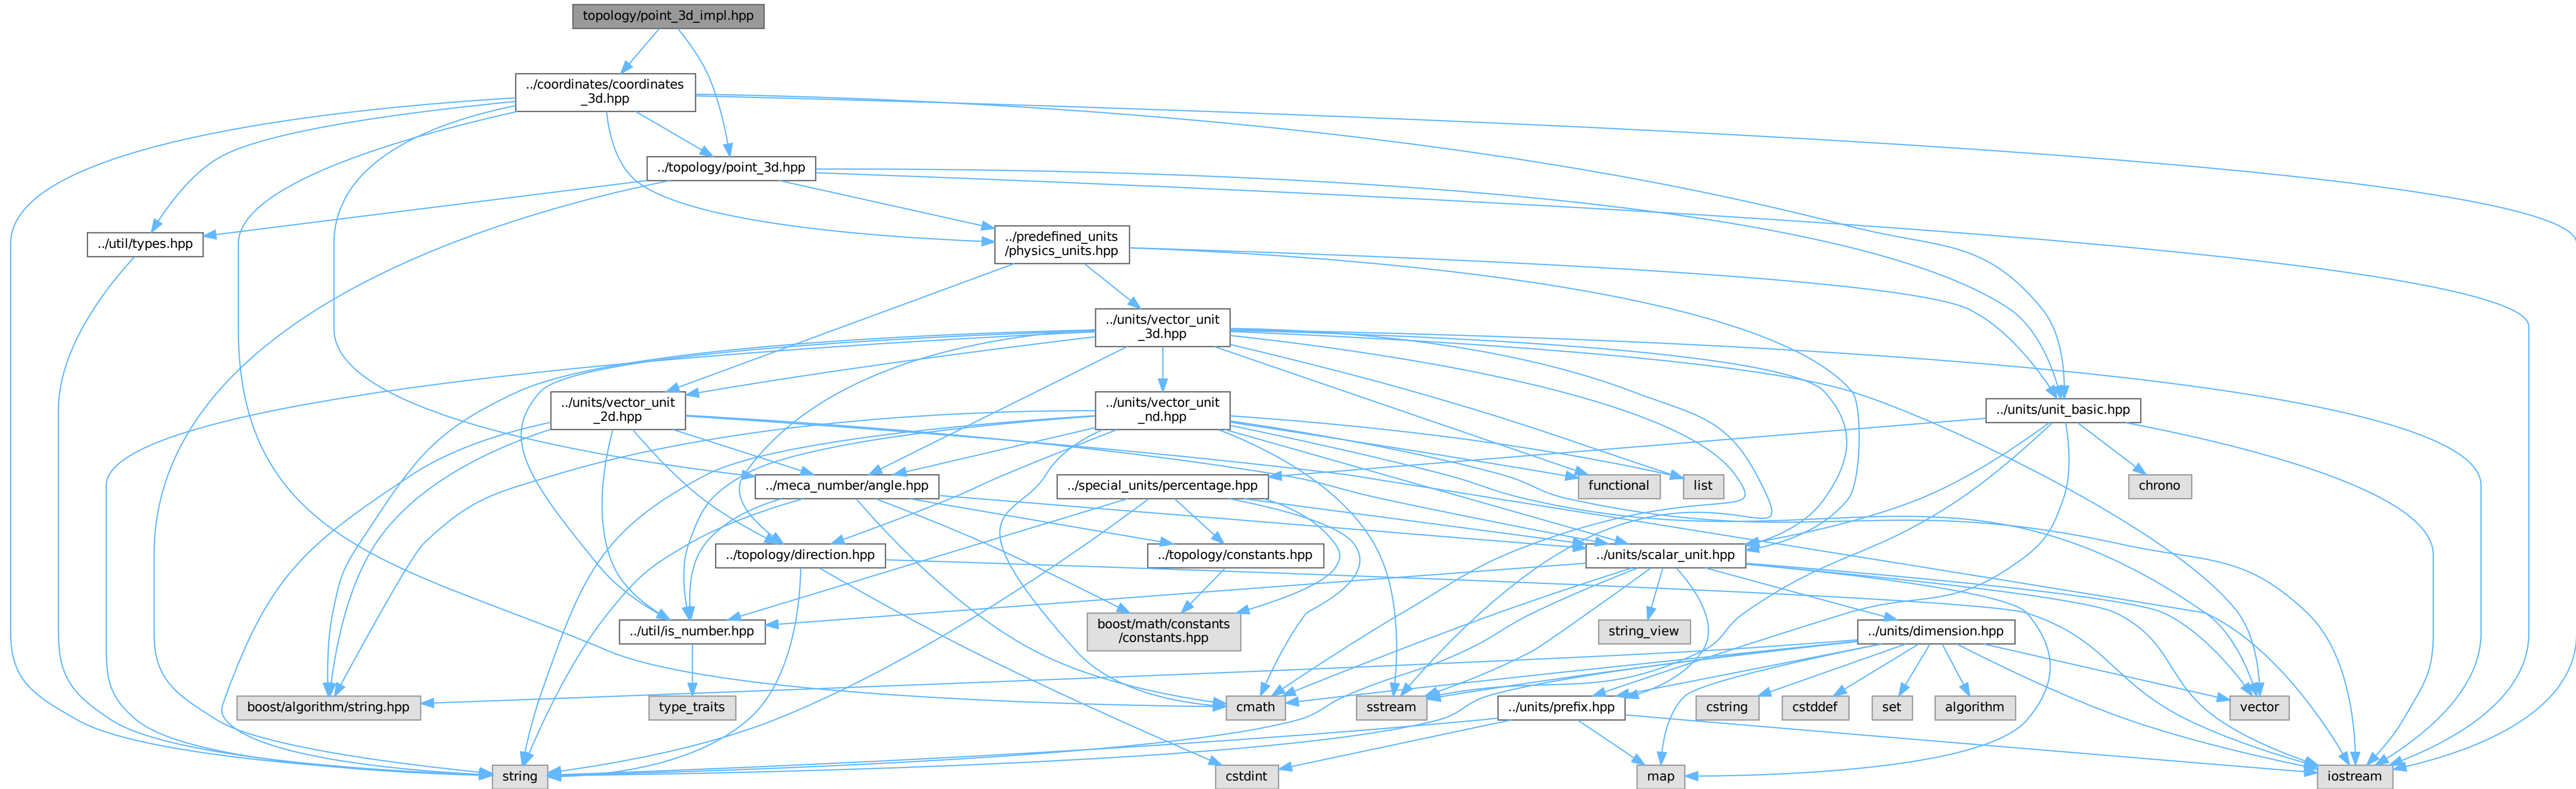 topology/point_3d_impl.hpp
../coordinates/coordinates
_3d.hpp
../topology/point_3d.hpp
../util/types.hpp
../predefined_units
/physics_units.hpp
../units/vector_unit
_3d.hpp
../units/vector_unit
_2d.hpp
../units/vector_unit
_nd.hpp
../units/unit_basic.hpp
../meca_number/angle.hpp
../special_units/percentage.hpp
functional
list
chrono
../topology/direction.hpp
../topology/constants.hpp
../units/scalar_unit.hpp
../util/is_number.hpp
boost/math/constants
/constants.hpp
string_view
../units/dimension.hpp
boost/algorithm/string.hpp
type_traits
cmath
sstream
../units/prefix.hpp
cstring
cstddef
set
algorithm
vector
string
cstdint
map
iostream